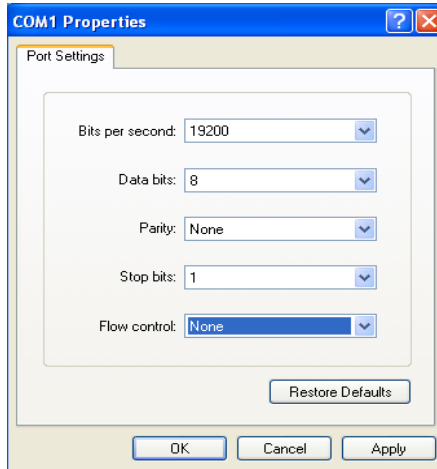 COM1 Properties
Port Settings
Bits per second: 19200
Data bits: 8
Parity: None
Stop bits: 1
Flow control: None
Restore Defaults
OK Cancel Apply